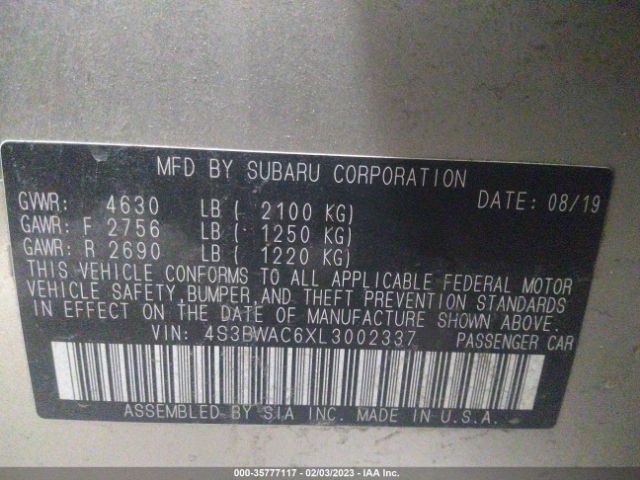 MFD BY SUBARU CORPORATION
DATE: 08/19
GVWR: 4630 LB ( 2100 KG)
GAWR: F 2756 LB ( 1250 KG)
GAWR: R 2690 LB ( 1220 KG)
THIS VEHICLE CONFORMS TO ALL APPLICABLE FEDERAL MOTOR
VEHICLE SAFETY, BUMPER, AND THEFT PREVENTION STANDARDS
IN EFFECT ON THE DATE OF MANUFACTURE SHOWN ABOVE.
VIN: 4S3BWAC6XL3002337 PASSENGER CAR
ASSEMBLED BY SIA INC. MADE IN U.S.A.
000-35777117 - 02/03/2023 - IAA Inc.